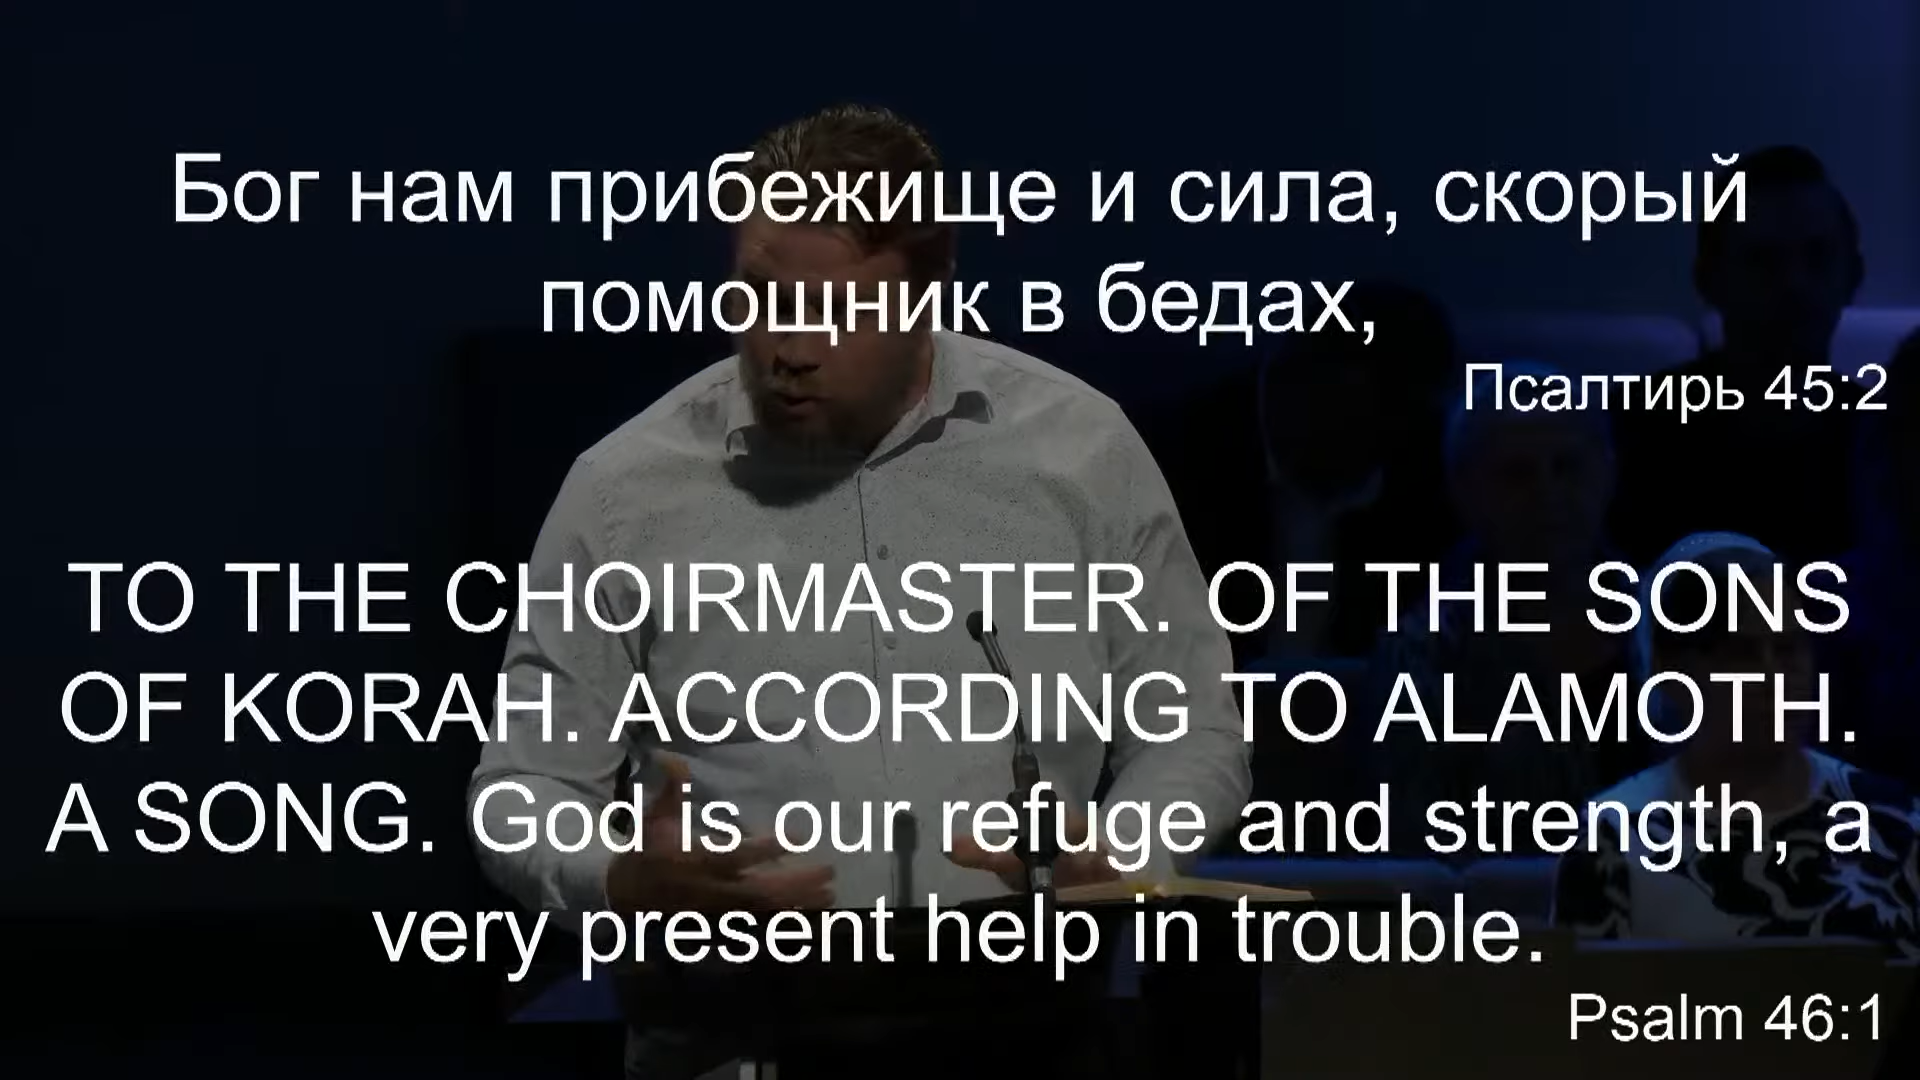 Бог нам прибежище и сила, скорый
помощник в бедах,
Псалтирь 45:2
TO THE CHOIRMASTER. OF THE SONS
OF KORAH. ACCORDING TO ALAMOTH.
A SONG. God is our refuge and strength, a
very present help in trouble.
Psalm 46:1